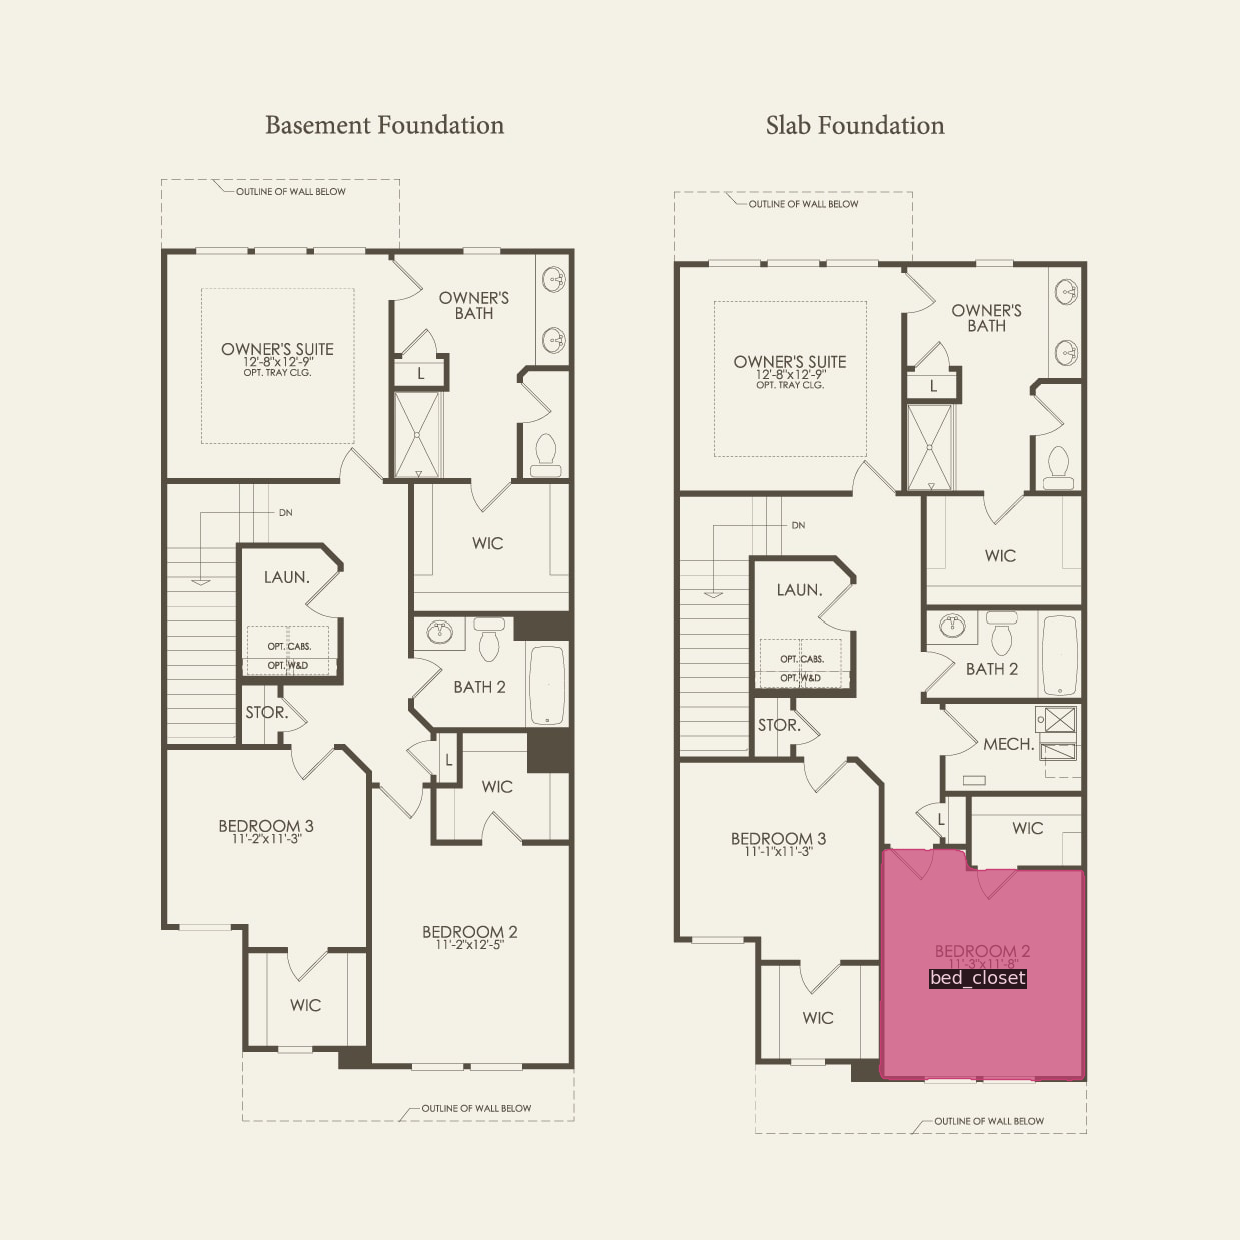 Basement Foundation
OUTLINE OF WALL BELOW
OWNER'S
BATH
OWNER'S SUITE
12'-8"x12'-9"
OPT. TRAY CLG.
L
DN
WIC
LAUN.
OPT. CABS.
OPT. W&D
BATH 2
STOR.
L
WIC
BEDROOM 3
11'-2"x11'-3"
BEDROOM 2
11'-2"x12'-5"
WIC
OUTLINE OF WALL BELOW
Slab Foundation
OUTLINE OF WALL BELOW
OWNER'S
BATH
OWNER'S SUITE
12'-8"x12'-9"
OPT. TRAY CLG.
L
DN
WIC
LAUN.
OPT. CABS.
OPT. W&D
BATH 2
STOR.
MECH.
L
WIC
BEDROOM 3
11'-1"x11'-3"
BEDROOM 2
11'-3"x11'-8"
bed_closet
WIC
OUTLINE OF WALL BELOW